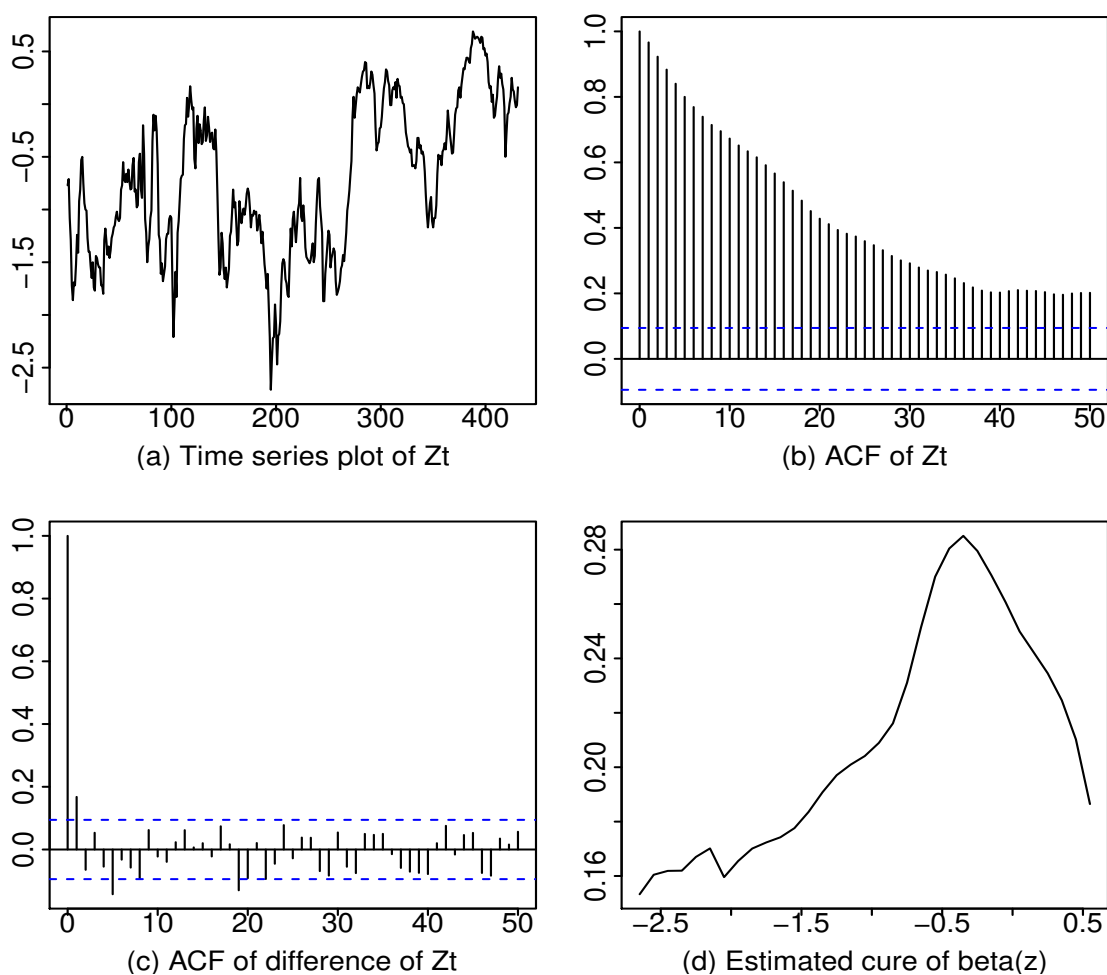 0.5
−0.5
−1.5
−2.5
0 100 200 300 400
(a) Time series plot of Zt
1.0
0.8
0.6
0.4
0.2
0.0
0 10 20 30 40 50
(b) ACF of Zt
1.0
0.8
0.6
0.4
0.2
0.0
0 10 20 30 40 50
(c) ACF of difference of Zt
0.28
0.24
0.20
0.16
−2.5 −1.5 −0.5 0.5
(d) Estimated cure of beta(z)